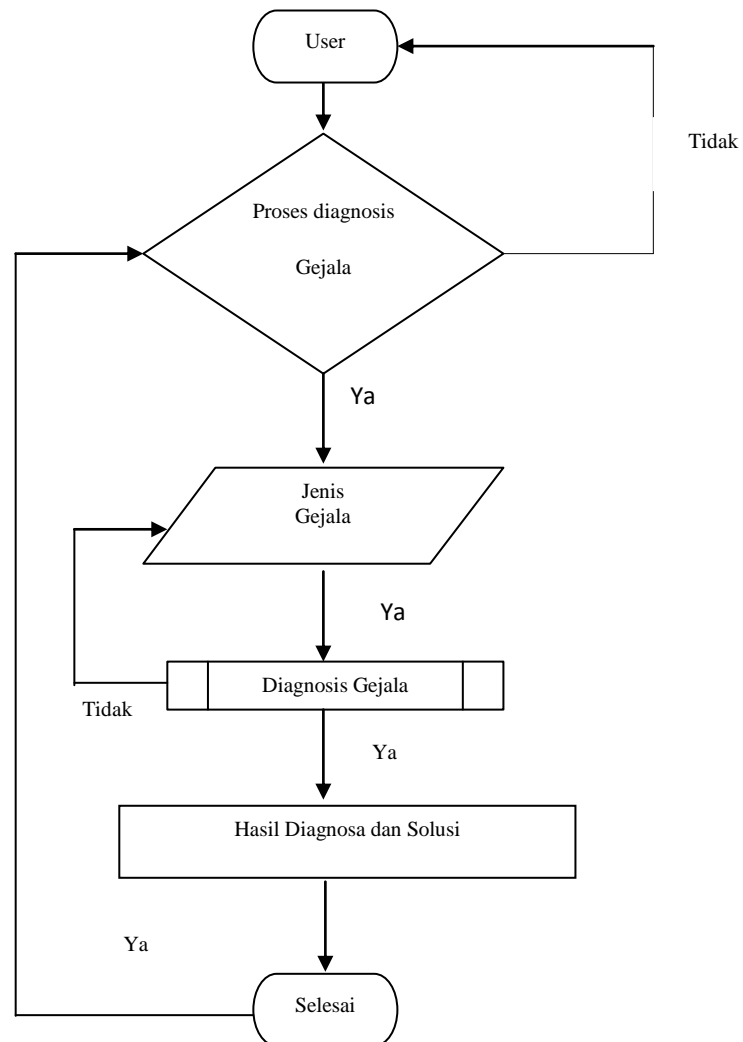 User
Tidak
Proses diagnosis
Gejala
Ya
Jenis
Gejala
Ya
Diagnosis Gejala
Tidak
Ya
Hasil Diagnosa dan Solusi
Ya
Selesai